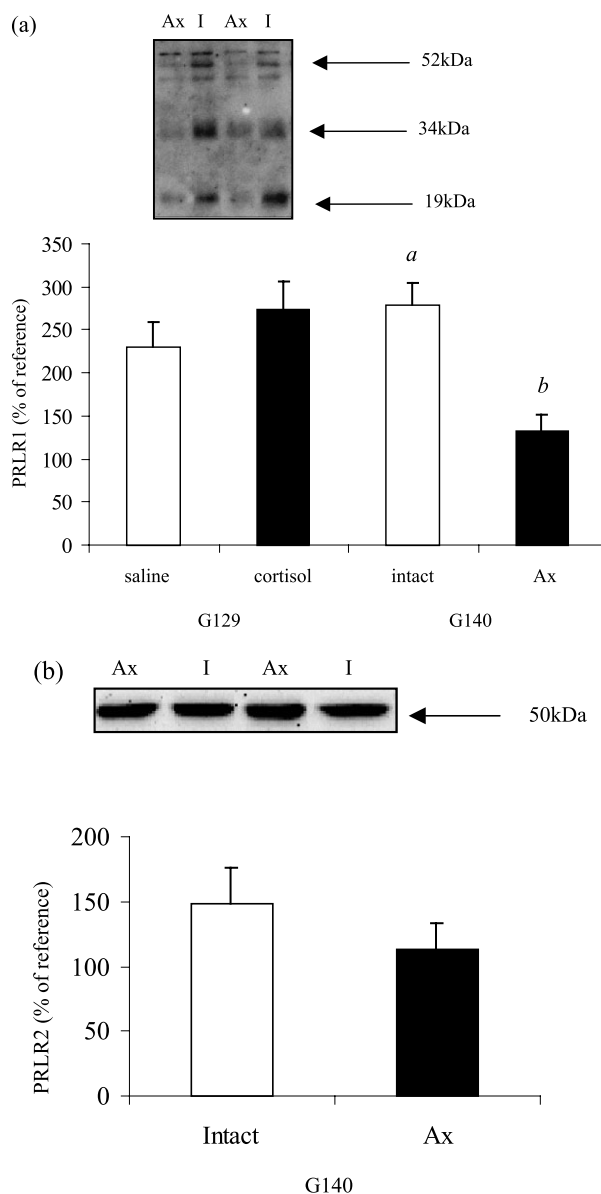 (a)
Ax I Ax I
52kDa
34kDa
19kDa
PRLR1 (% of reference)
350
300
250
200
150
100
50
0
a
b
saline cortisol intact Ax
G129 G140
(b)
Ax I Ax I
50kDa
PRLR2 (% of reference)
200
150
100
50
0
Intact Ax
G140